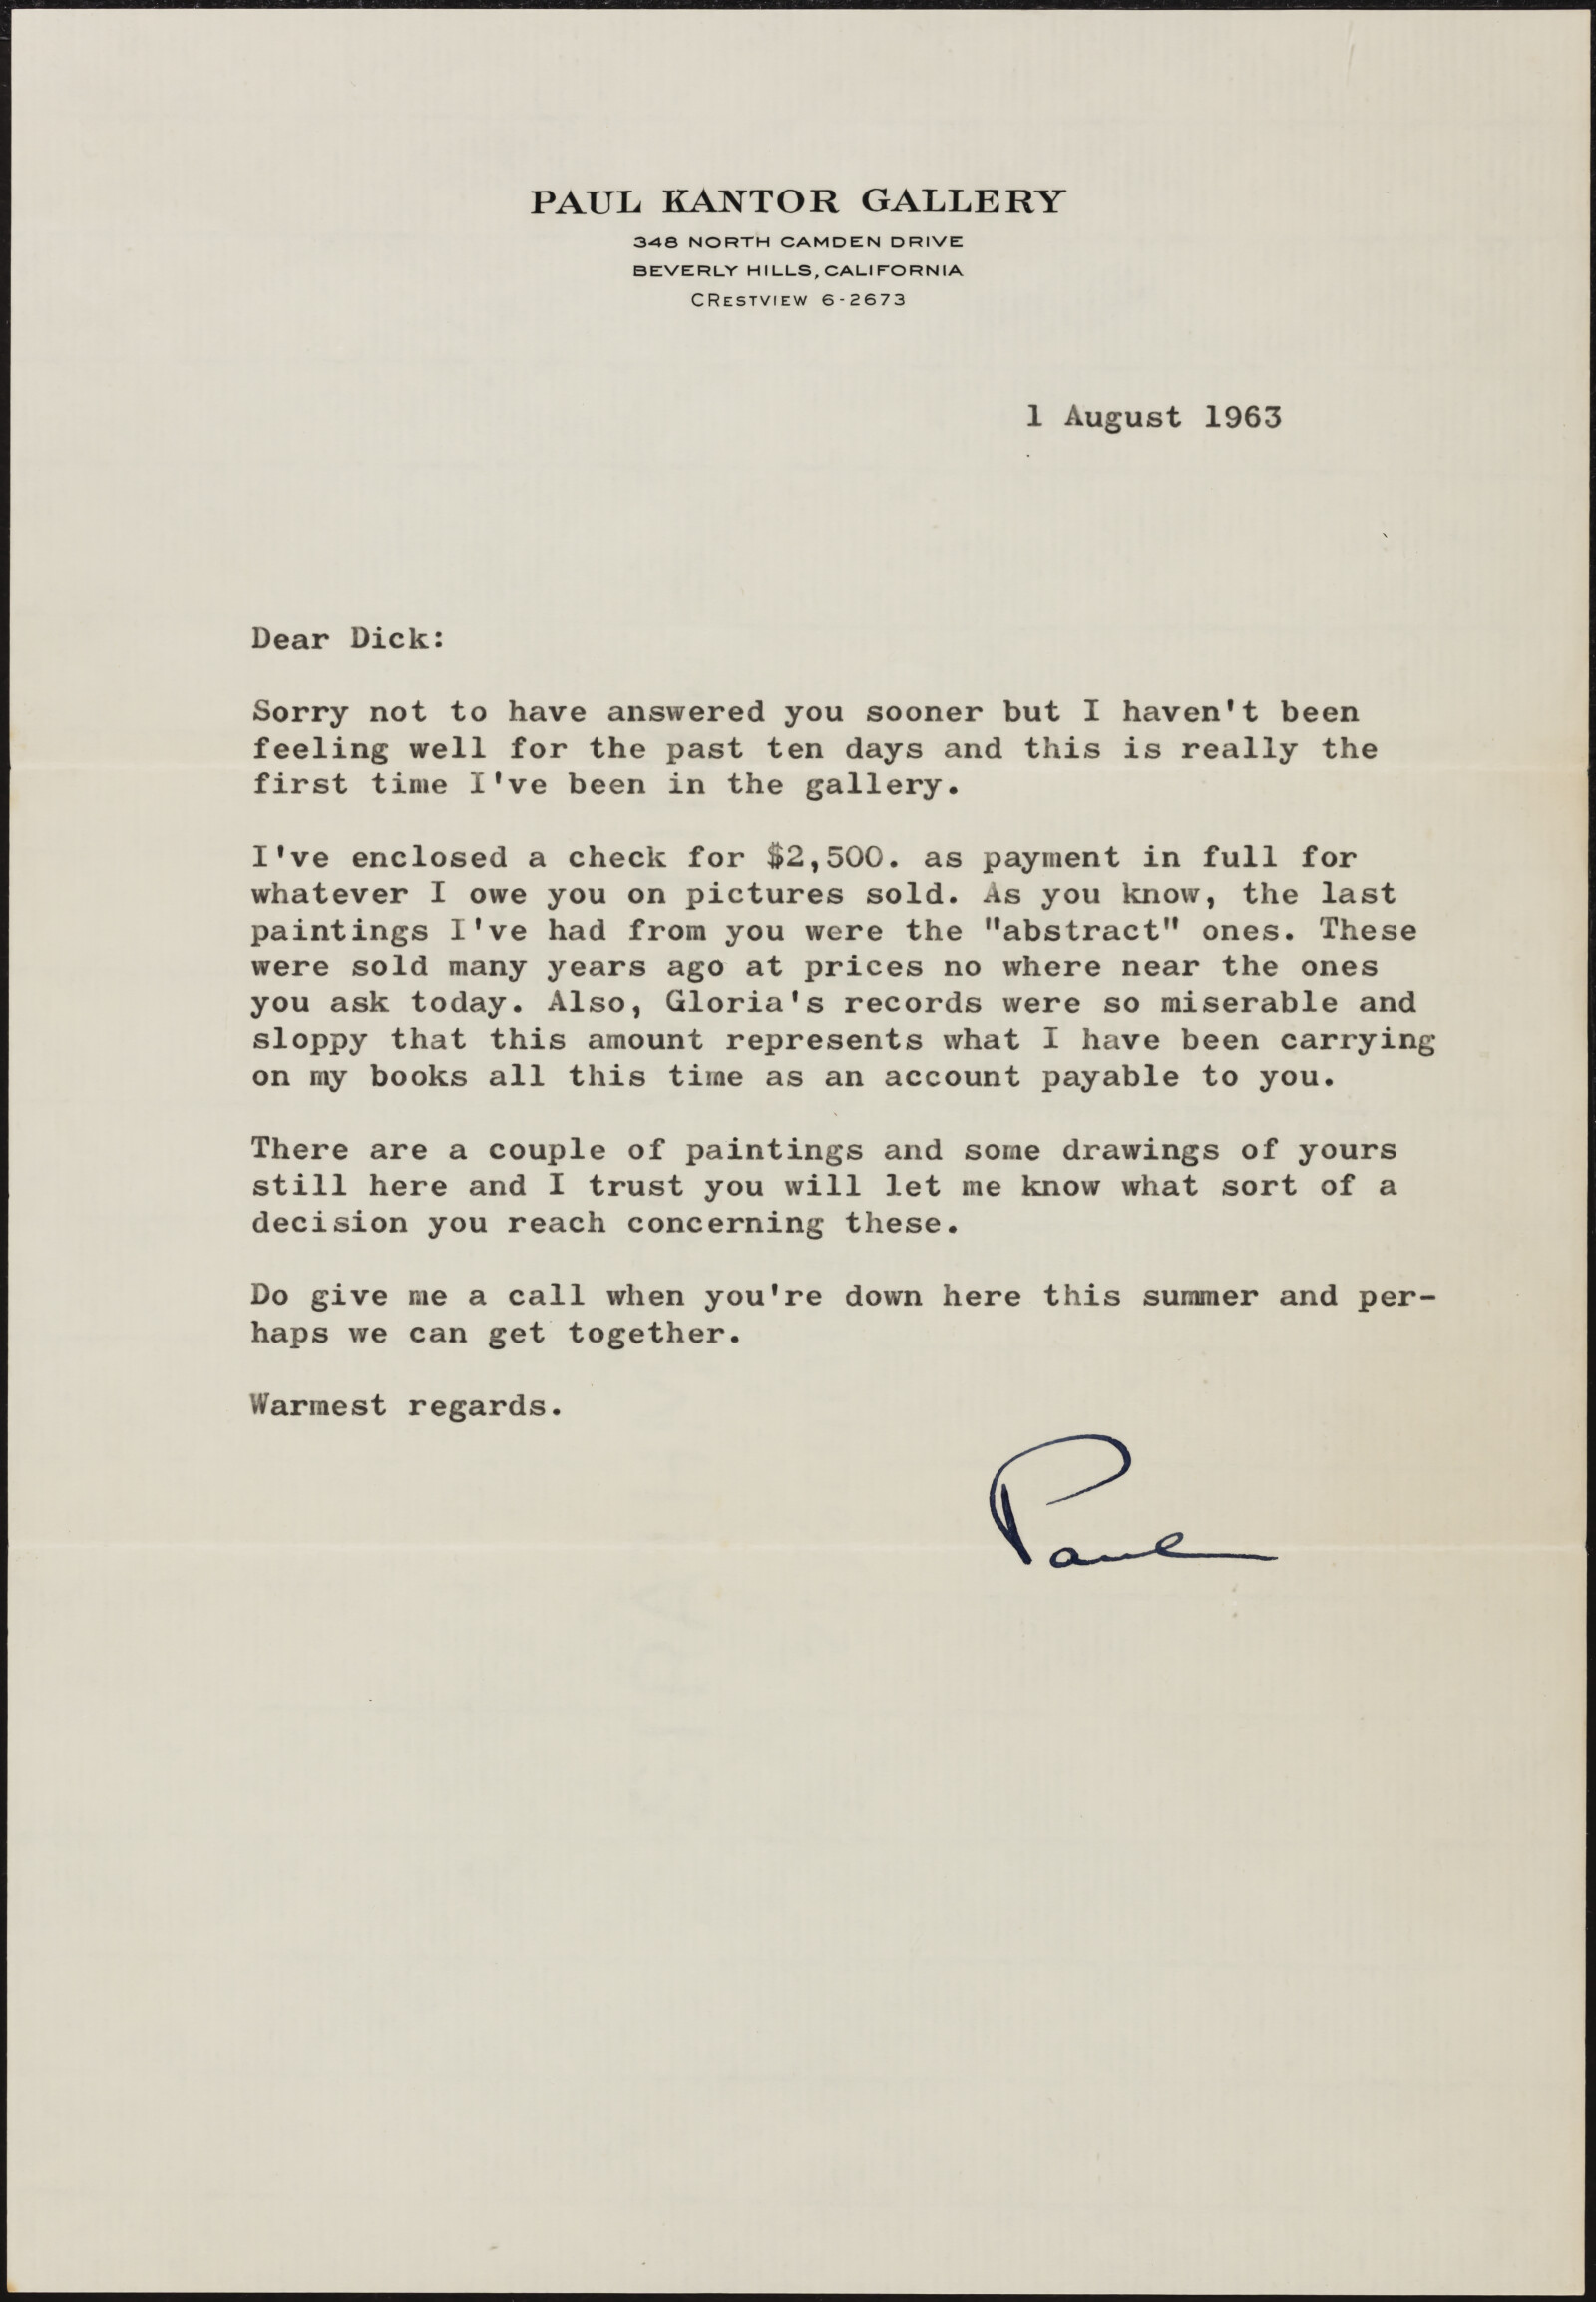 PAUL KANTOR GALLERY
348 NORTH CAMDEN DRIVE
BEVERLY HILLS, CALIFORNIA
CRESTVIEW 6-2673
1 August 1963
Dear Dick:
Sorry not to have answered you sooner but I haven't been
feeling well for the past ten days and this is really the
first time I've been in the gallery.
I've enclosed a check for $2,500. as payment in full for
whatever I owe you on pictures sold. As you know, the last
paintings I've had from you were the "abstract" ones. These
were sold many years ago at prices no where near the ones
you ask today. Also, Gloria's records were so miserable and
sloppy that this amount represents what I have been carrying
on my books all this time as an account payable to you.
There are a couple of paintings and some drawings of yours
still here and I trust you will let me know what sort of a
decision you reach concerning these.
Do give me a call when you're down here this summer and per-
haps we can get together.
Warmest regards.
Paul